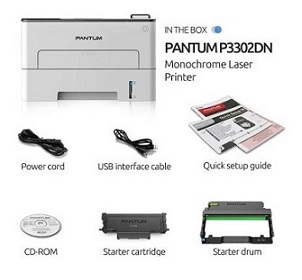 IN THE BOX
PANTUM
PANTUM P3302DN
Monochrome Laser
Printer
Power cord
USB interface cable
Quick setup guide
PANTUM
CD-ROM
Starter cartridge
Starter drum